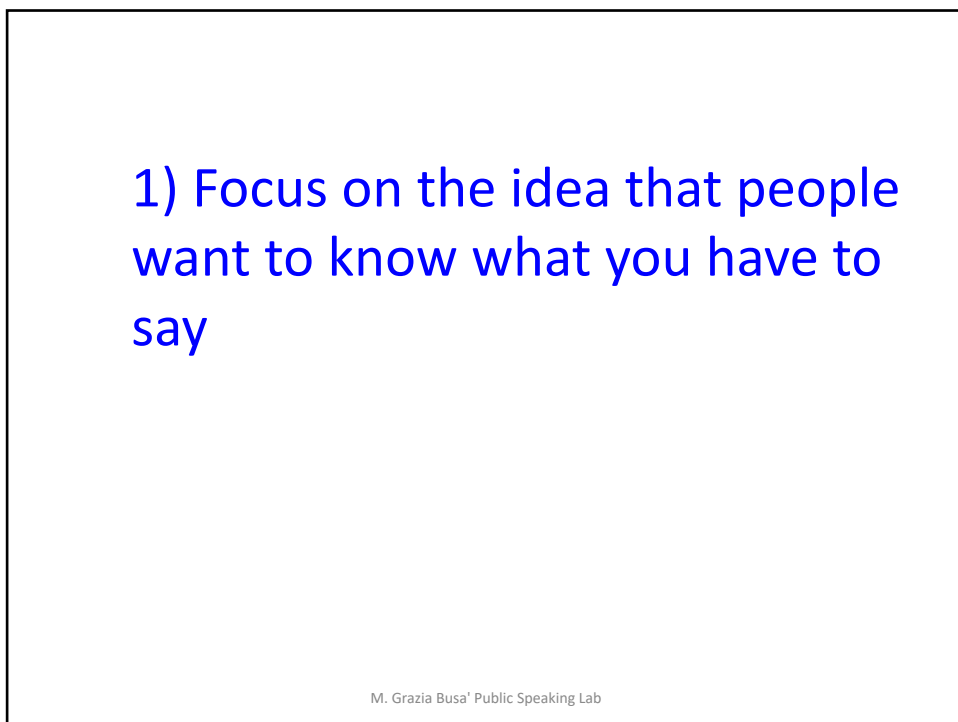 1) Focus on the idea that people
want to know what you have to
say
M. Grazia Busa' Public Speaking Lab